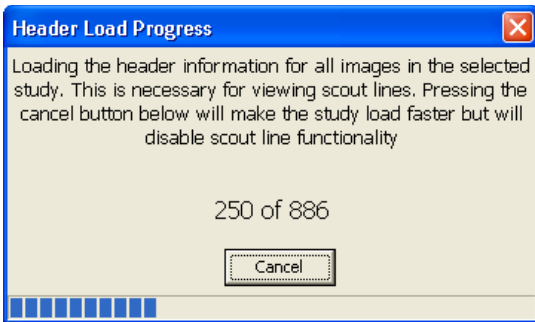 Header Load Progress
Loading the header information for all images in the selected
study. This is necessary for viewing scout lines. Pressing the
cancel button below will make the study load faster but will
disable scout line functionality
250 of 886
Cancel